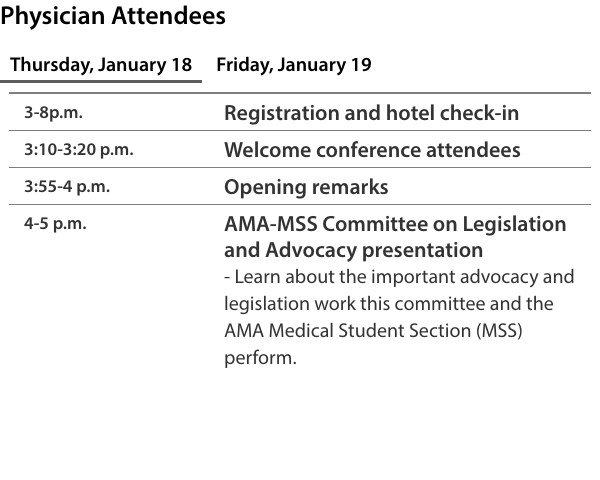 Physician Attendees
Thursday, January 18 Friday, January 19
3-8p.m. Registration and hotel check-in
3:10-3:20 p.m. Welcome conference attendees
3:55-4 p.m. Opening remarks
4-5 p.m. AMA-MSS Committee on Legislation
and Advocacy presentation
- Learn about the important advocacy and
legislation work this committee and the
AMA Medical Student Section (MSS)
perform.